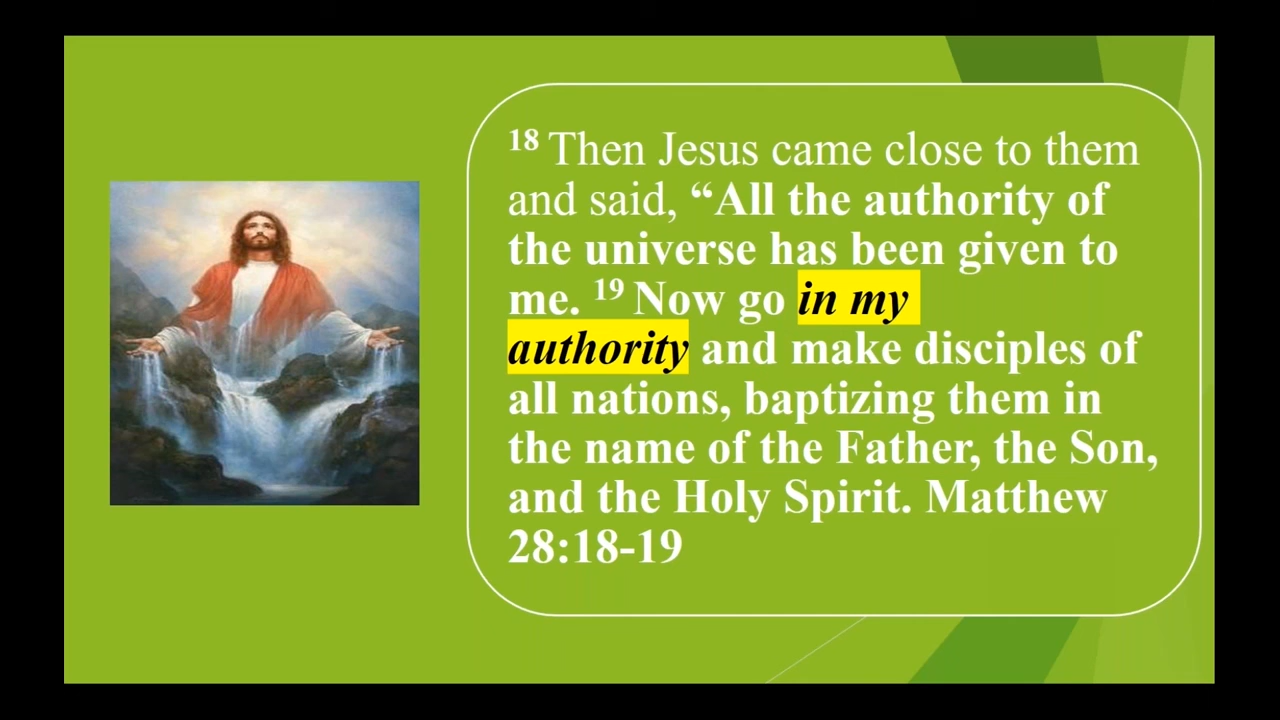 18 Then Jesus came close to them
and said, “All the authority of
the universe has been given to
me. 19 Now go in my
authority and make disciples of
all nations, baptizing them in
the name of the Father, the Son,
and the Holy Spirit. Matthew
28:18-19